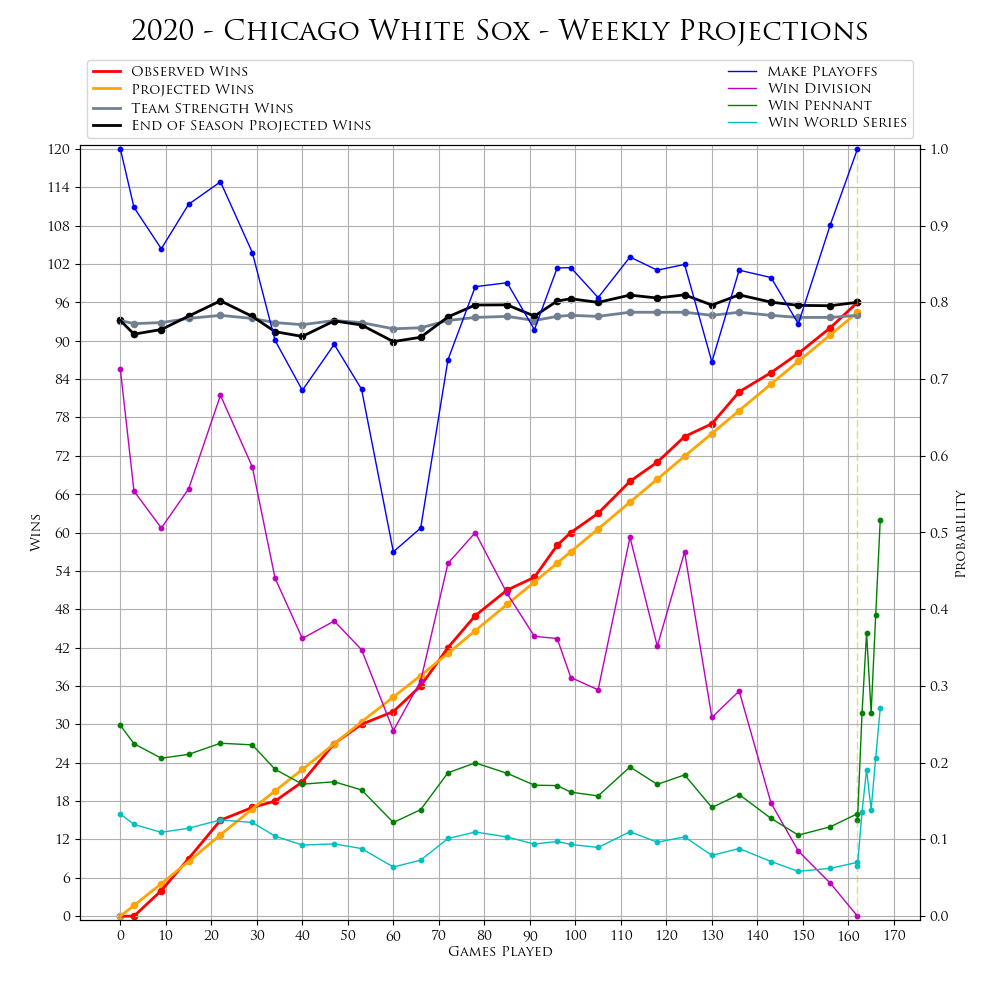 2020 - Chicago White Sox - Weekly Projections
Observed Wins
Projected Wins
Team Strength Wins
End of Season Projected Wins
Make Playoffs
Win Division
Win Pennant
Win World Series
120
114
108
102
96
90
84
78
72
66
60
54
48
42
36
30
24
18
12
6
0
Wins
1.0
0.9
0.8
0.7
0.6
0.5
0.4
0.3
0.2
0.1
0.0
Probability
0 10 20 30 40 50 60 70 80 90 100 110 120 130 140 150 160 170
Games Played